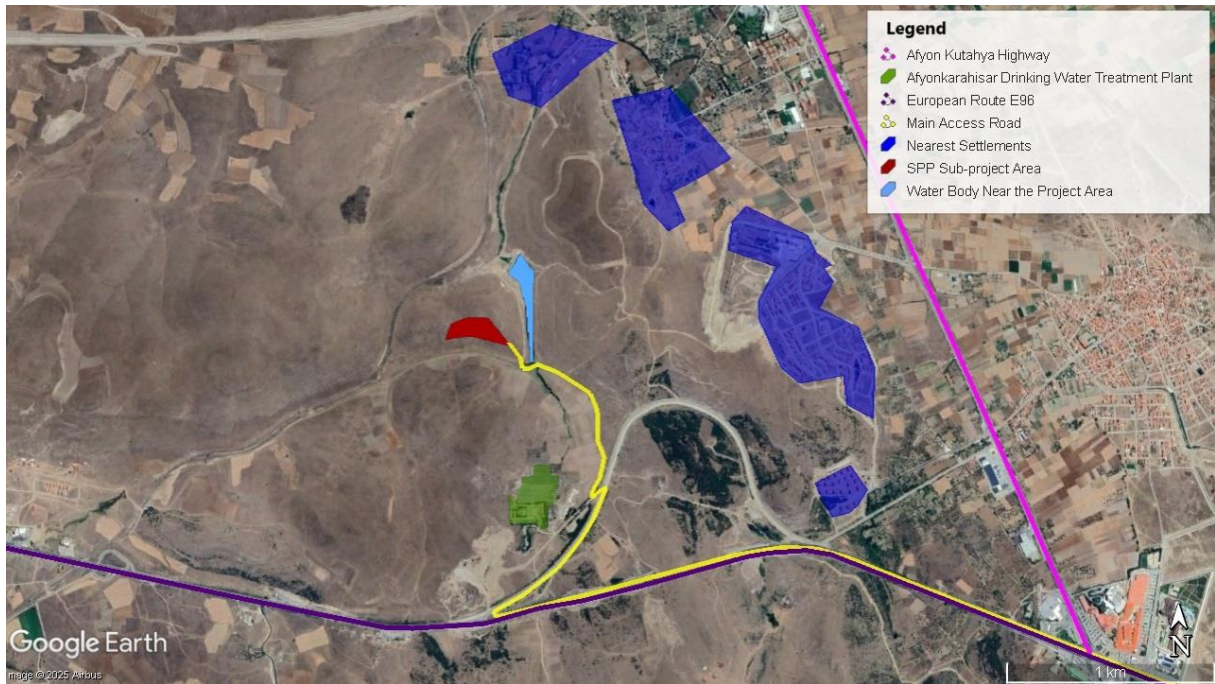 Legend
Afyon Kutahya Highway
Afyonkarahisar Drinking Water Treatment Plant
European Route E96
Main Access Road
Nearest Settlements
SPP Sub-project Area
Water Body Near the Project Area
Google Earth
mage © 2025 Airbus
N
1 km